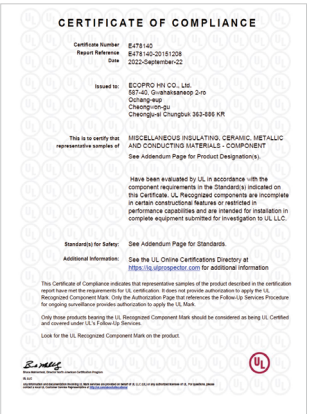 CERTIFICATE OF COMPLIANCE
Certificate Number E478140
Report Reference E478140-20151208
Date 2022-September-22
Issued to: ECOPRO HN CO., Ltd.
587-40, Gwahaksaneop 2-ro
Ochang-eup
Cheongwon-gu
Cheongju-si Chungbuk 363-886 KR
This is to certify that MISCELLANEOUS INSULATING, CERAMIC, METALLIC
representative samples of AND CONDUCTING MATERIALS - COMPONENT
See Addendum Page for Product Designation(s).
Have been evaluated by UL in accordance with the
component requirements in the Standard(s) indicated on
this Certificate. UL Recognized components are incomplete
in certain constructional features or restricted in
performance capabilities and are intended for installation in
complete equipment submitted for investigation to UL LLC.
Standard(s) for Safety: See Addendum Page for Standards.
Additional Information: See the UL Online Certifications Directory at
https://iq.ulprospector.com for additional information
This Certificate of Compliance indicates that representative samples of the product described in the certification
report have met the requirements for UL certification. It does not provide authorization to apply the UL
Recognized Component Mark. Only the Authorization Page that references the Follow-Up Services Procedure
for ongoing surveillance provides authorization to apply the UL Mark.
Only those products bearing the UL Recognized Component Mark should be considered as being UL Certified
and covered under UL's Follow-Up Services.
Look for the UL Recognized Component Mark on the product.
UL